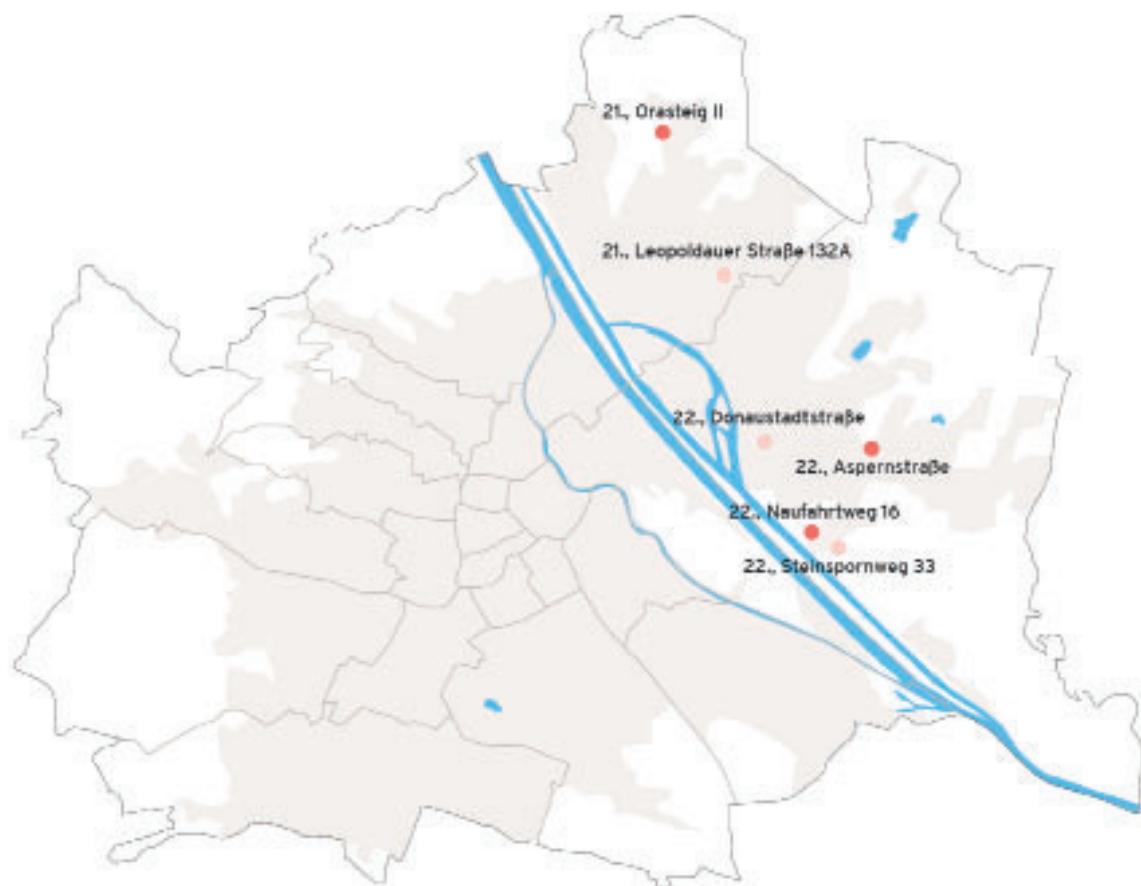 21., Orasteig II
21., Leopoldauer Straße 132A
22., Donaustadtstraße
22., Aspernstraße
22., Naufahrtweg 16
22., Steinspornweg 33